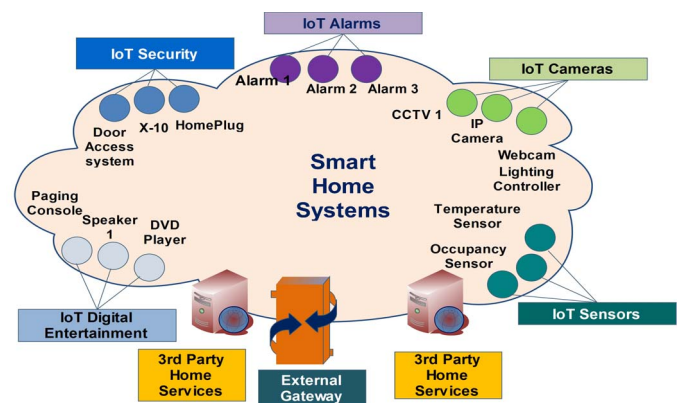 IoT Alarms
IoT Security
IoT Cameras
Alarm 1
Alarm 2
Alarm 3
Door
Access
system
X-10
HomePlug
CCTV 1
IP
Camera
Webcam
Lighting
Controller
Smart
Home
Systems
Paging
Console
Speaker
1
DVD
Player
Temperature
Sensor
Occupancy
Sensor
IoT Digital
Entertainment
IoT Sensors
3rd Party
Home
Services
External
Gateway
3rd Party
Home
Services